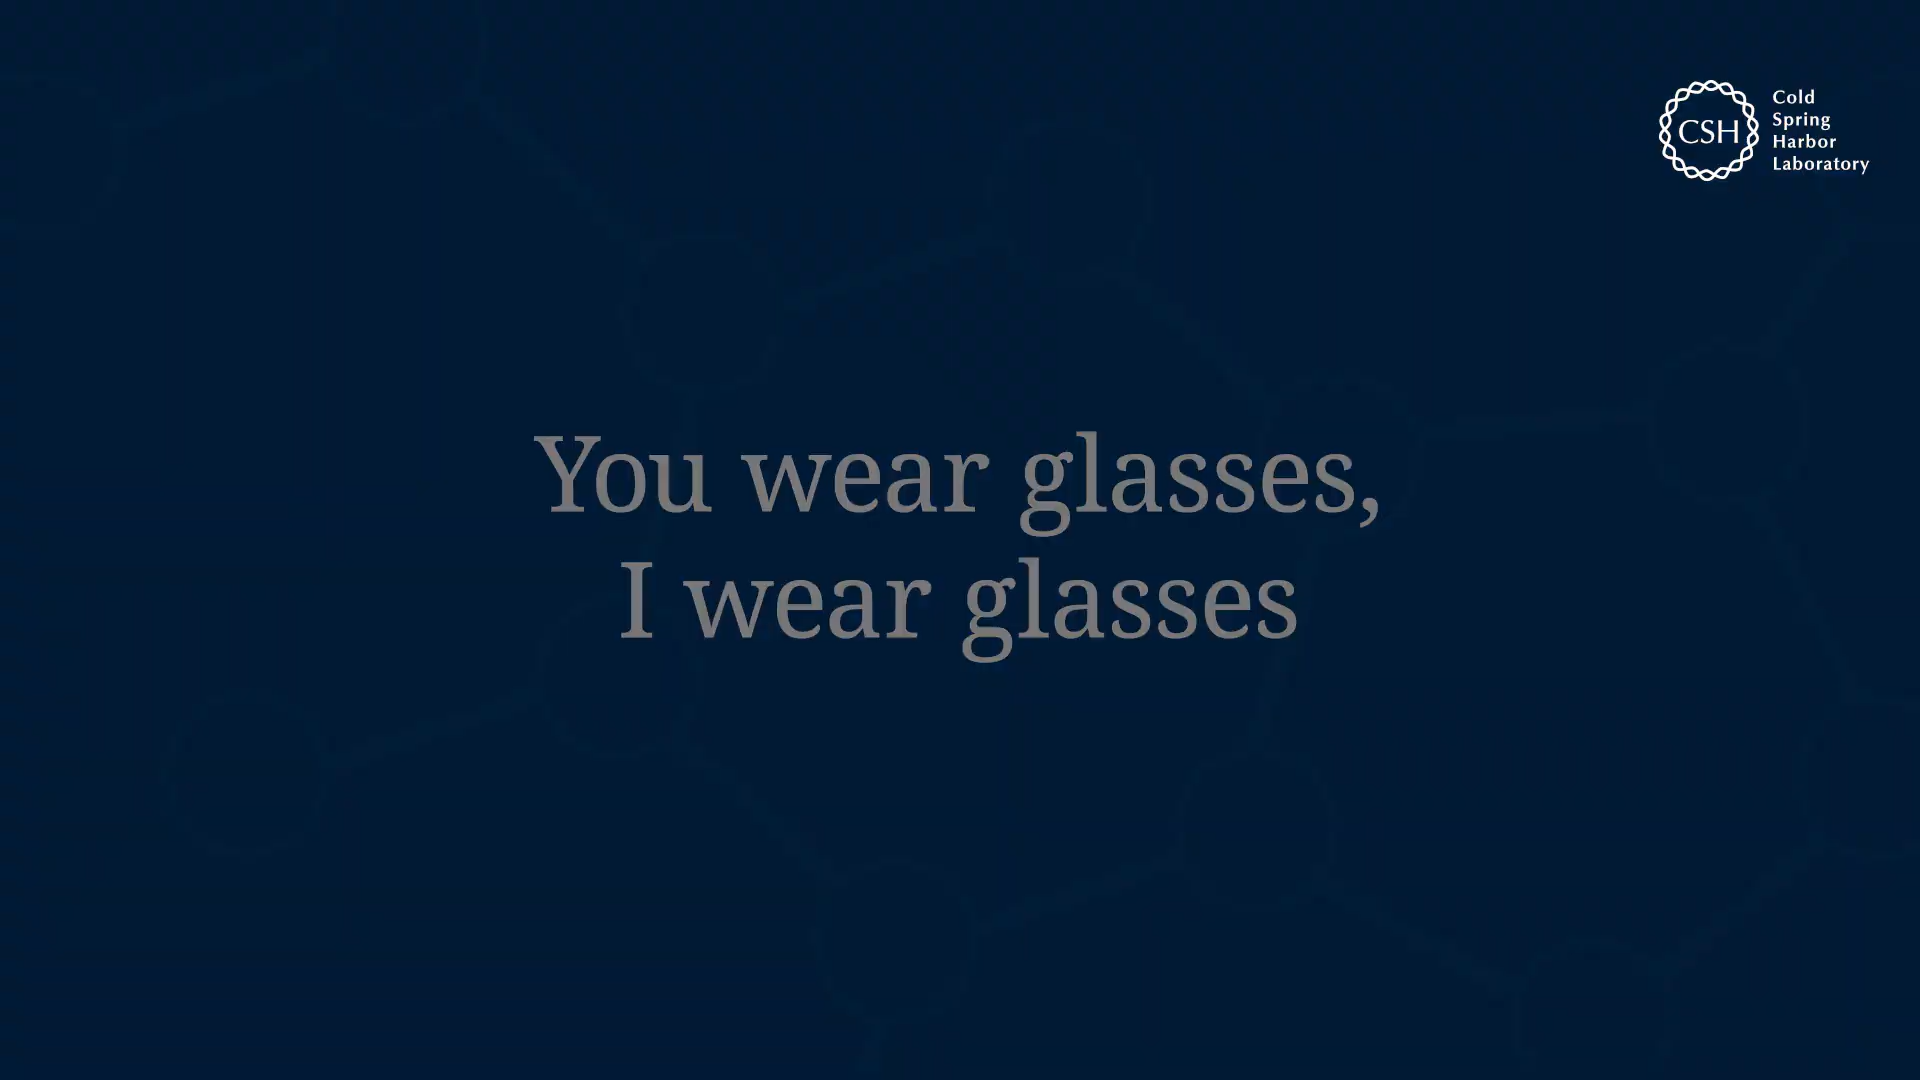 CSH
Cold
Spring
Harbor
Laboratory
You wear glasses,
I wear glasses